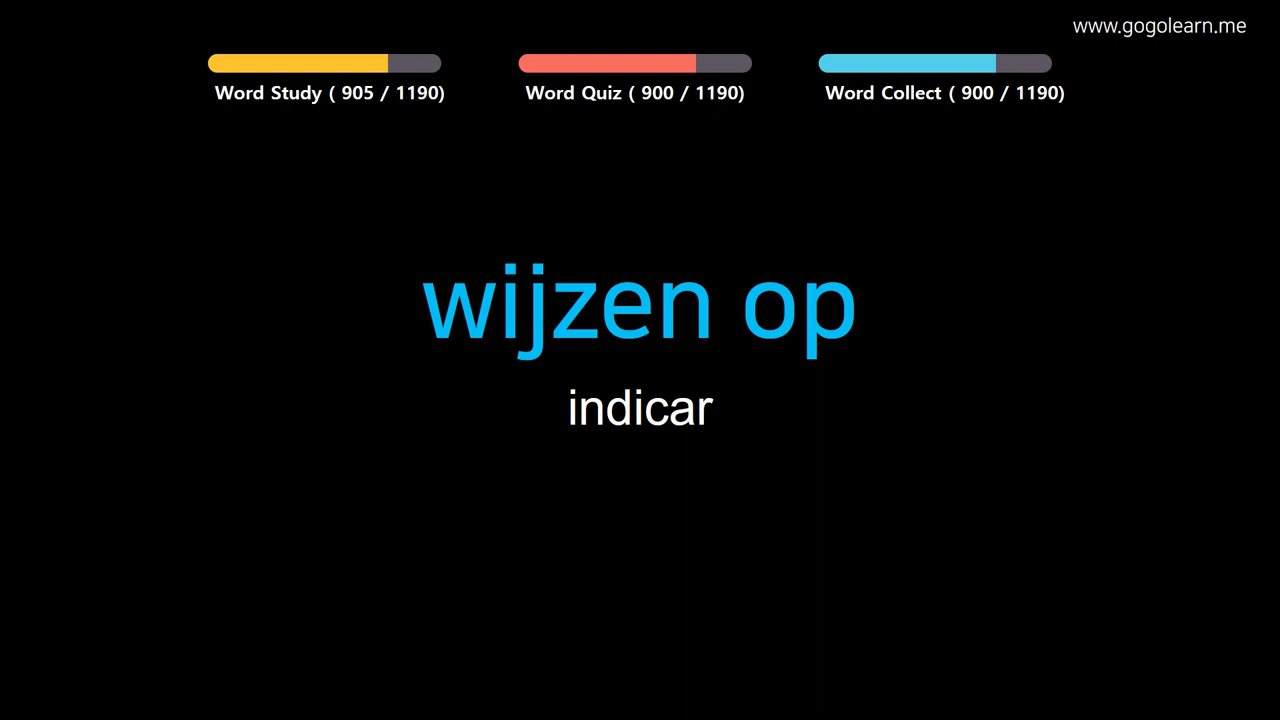 www.gogolearn.me
Word Study ( 905 / 1190)
Word Quiz ( 900 / 1190)
Word Collect ( 900 / 1190)
wijzen op
indicar